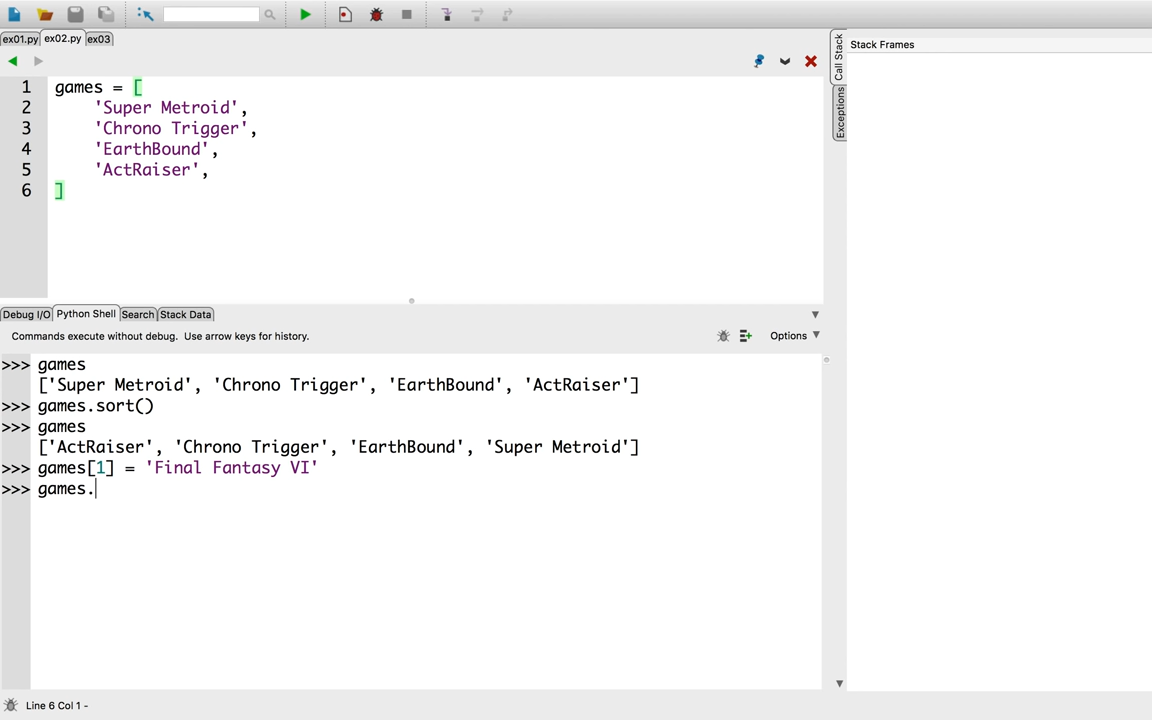 ex01.py ex02.py ex03
1 games = [
2 'Super Metroid',
3 'Chrono Trigger',
4 'EarthBound',
5 'ActRaiser',
6 ]
Call Stack
Exceptions
Stack Frames
Debug I/O Python Shell Search Stack Data
Commands execute without debug. Use arrow keys for history.
Options
>>> games
['Super Metroid', 'Chrono Trigger', 'EarthBound', 'ActRaiser']
>>> games.sort()
>>> games
['ActRaiser', 'Chrono Trigger', 'EarthBound', 'Super Metroid']
>>> games[1] = 'Final Fantasy VI'
>>> games.
Line 6 Col 1 -